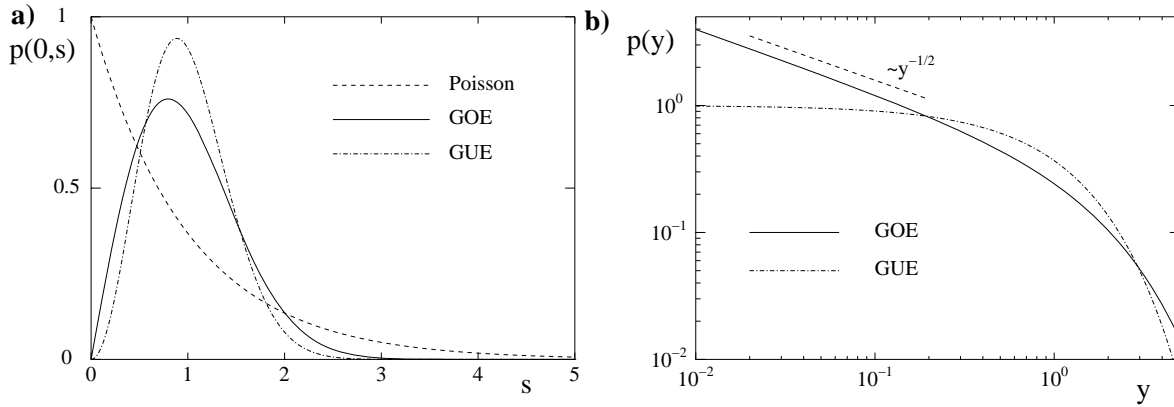 a)
1
p(0,s)
0.5
0
0
1
2
3
4
5
s
Poisson
GOE
GUE
b)
p(y)
10^0
10^-1
10^-2
10^-2
10^-1
10^0
y
~y^-1/2
GOE
GUE